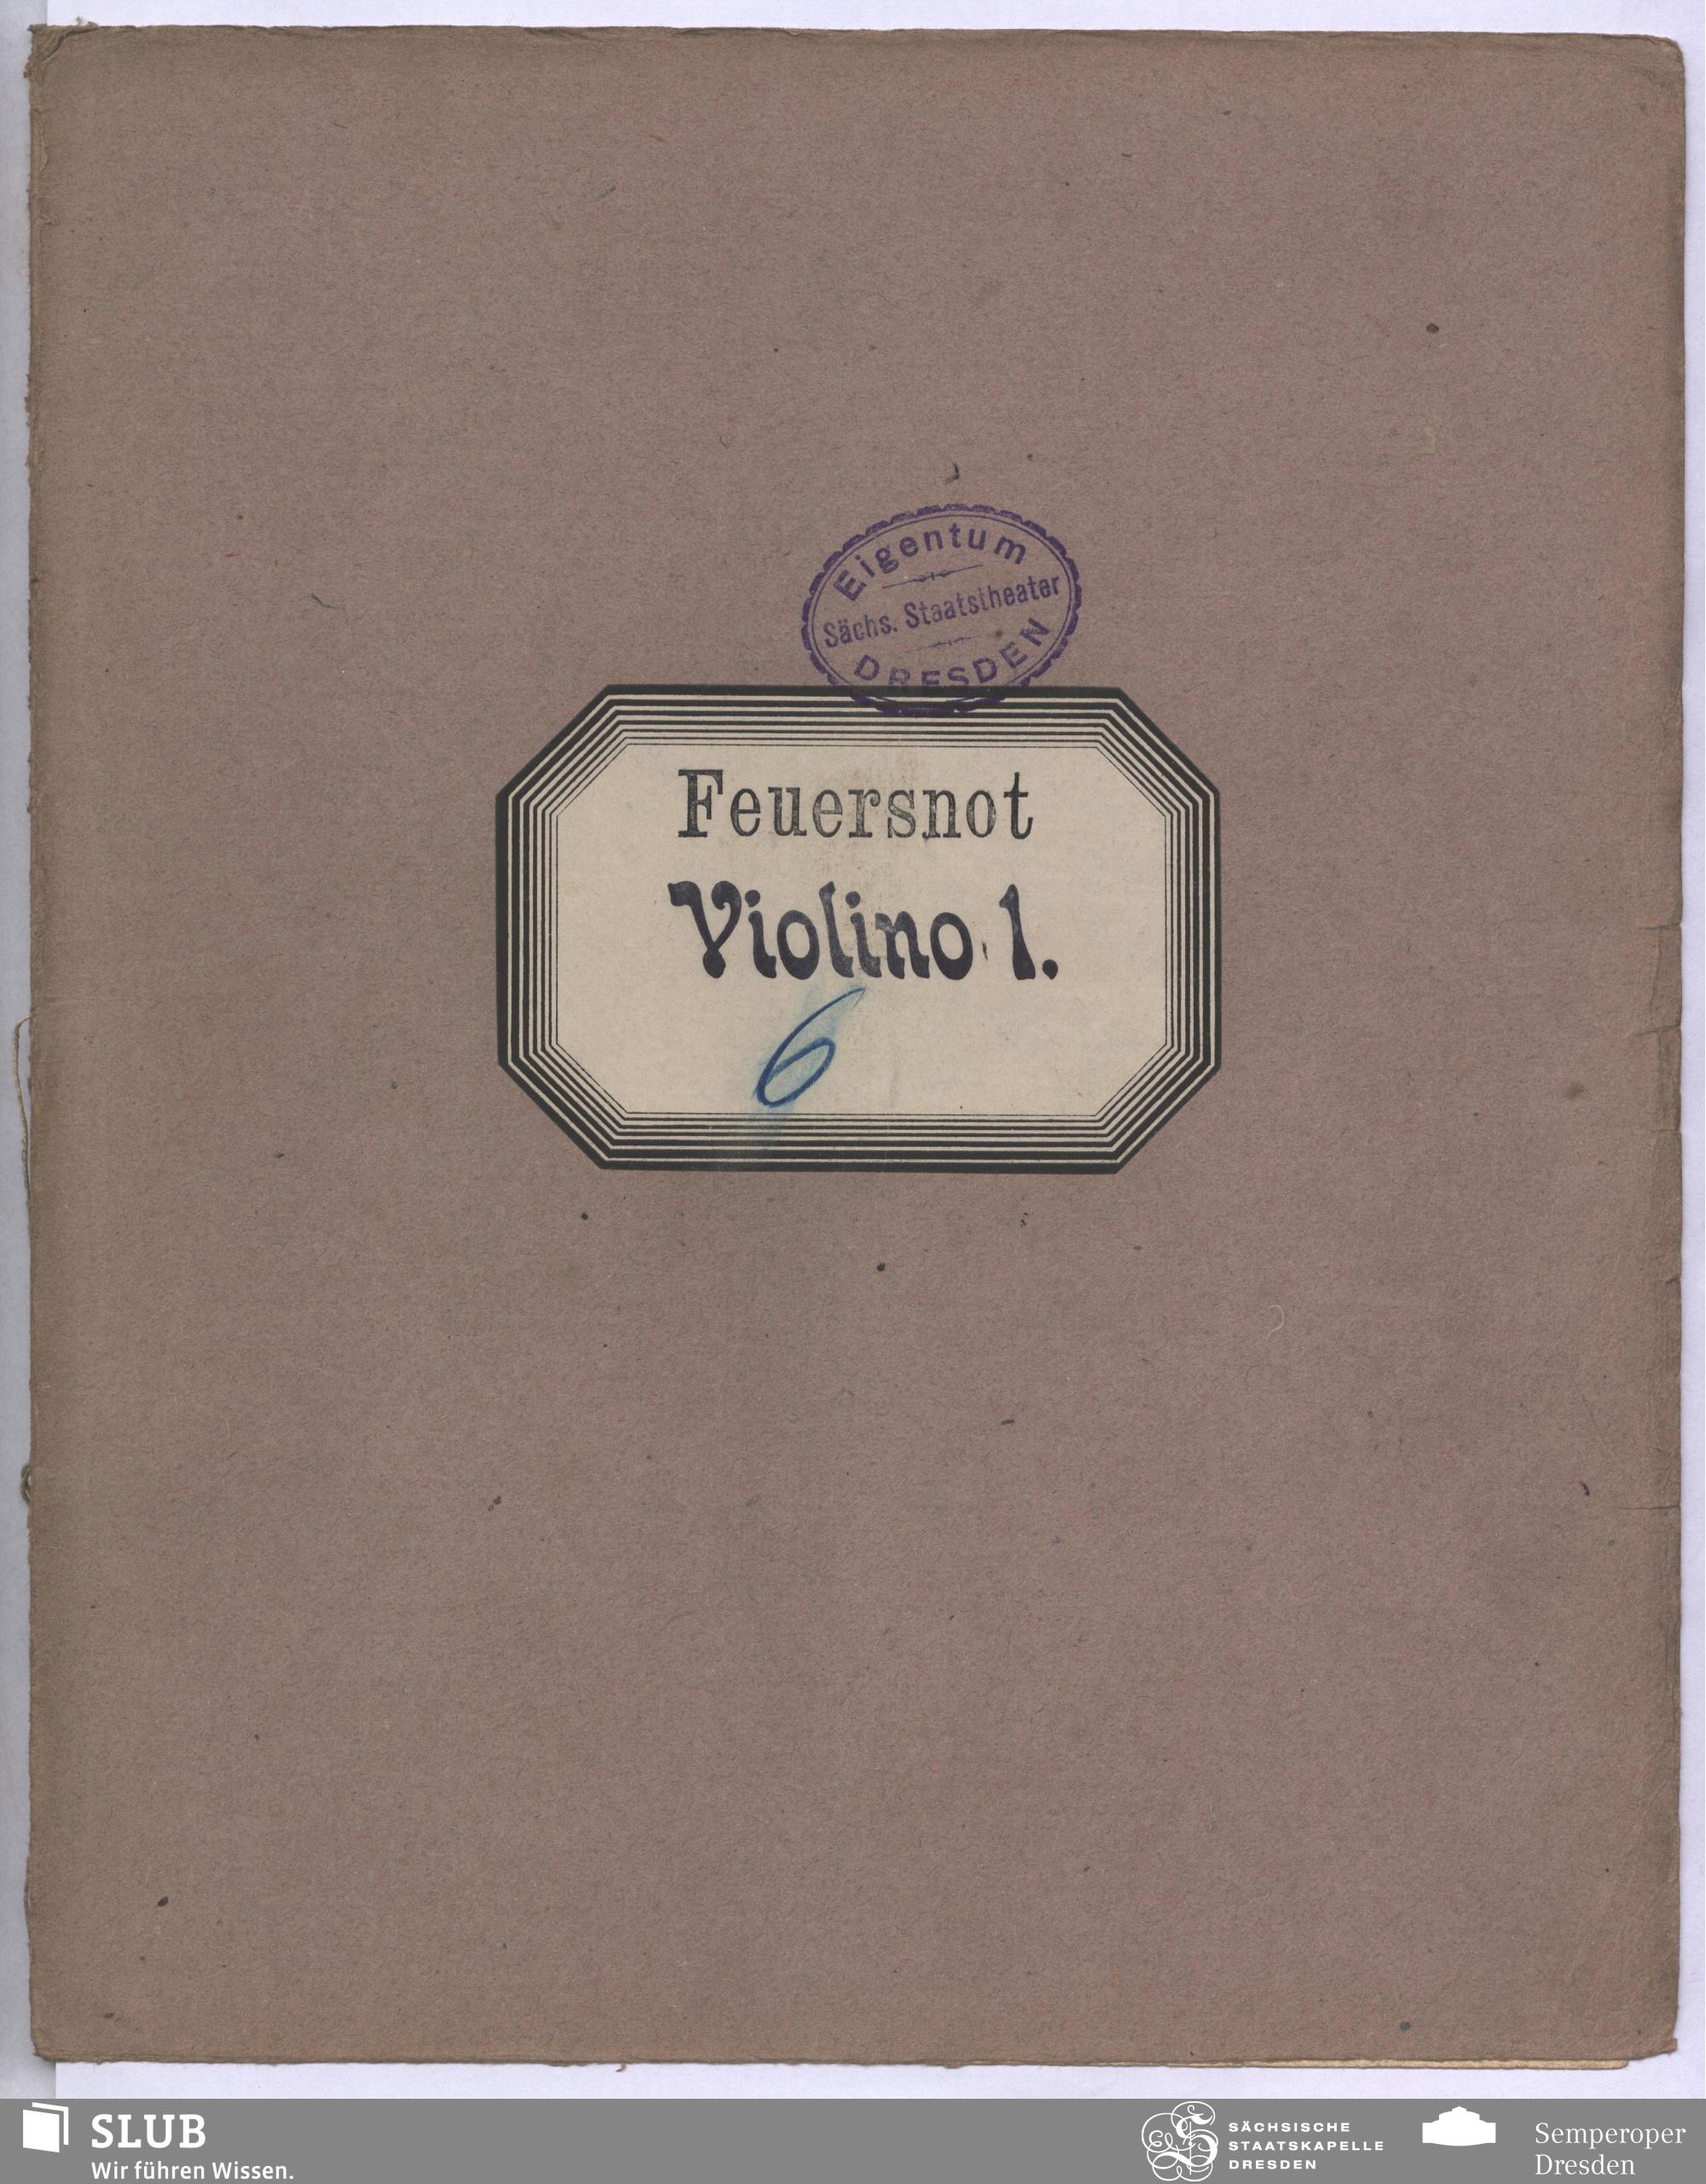 Eigentum
Sächs. Staatstheater
DRESDEN
Feuersnot
Violino 1.
6
SLUB
Wir führen Wissen.
SÄCHSISCHE
STAATSKAPELLE
DRESDEN
Semperoper
Dresden